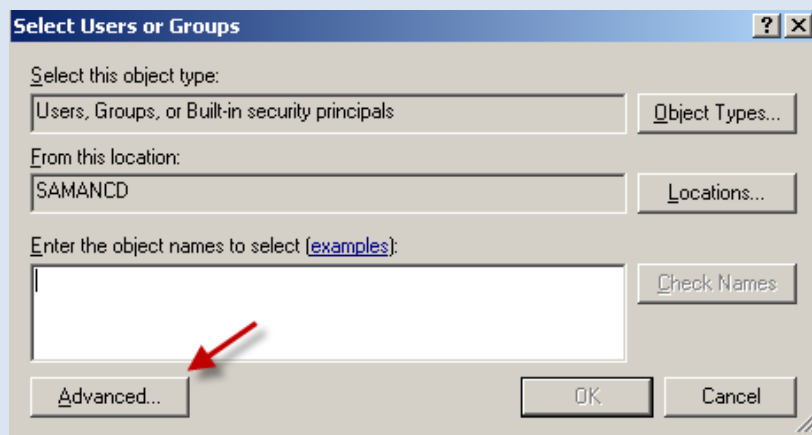 Select Users or Groups
Select this object type:
Users, Groups, or Built-in security principals
Object Types...
From this location:
SAMANCD
Locations...
Enter the object names to select (examples):
Check Names
Advanced...
OK
Cancel